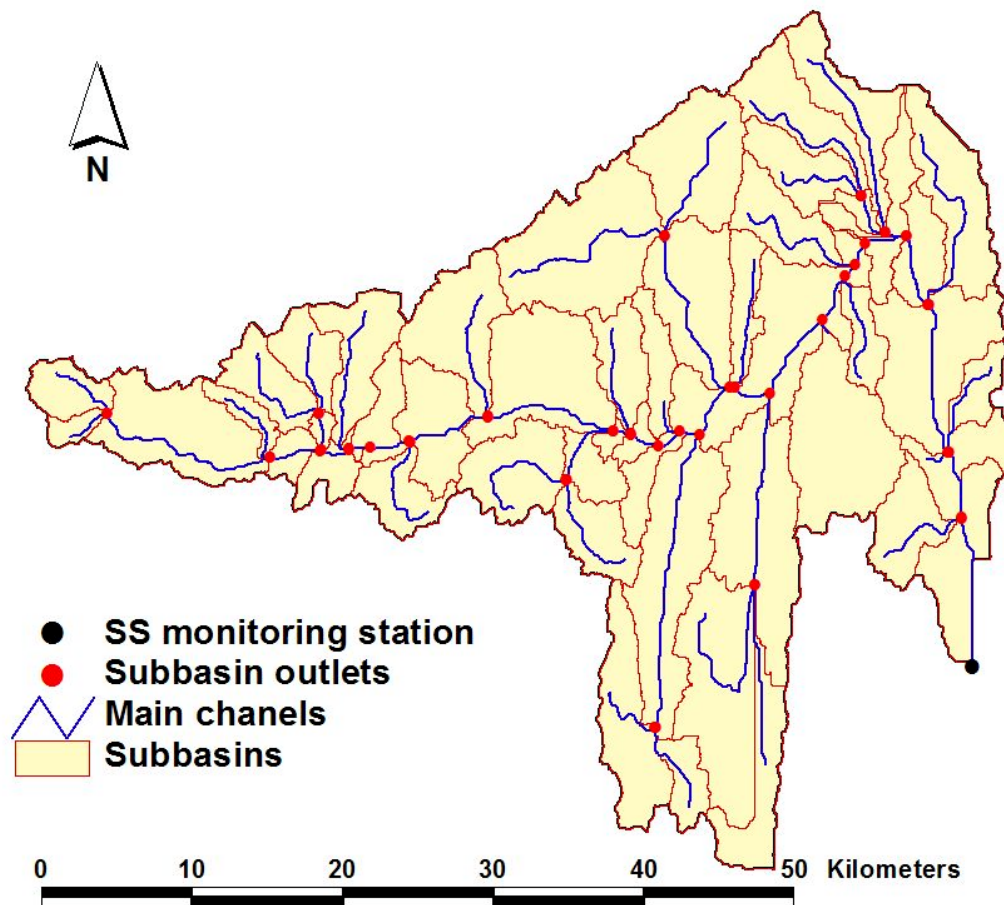 N
SS monitoring station
Subbasin outlets
Main chanels
Subbasins
0 10 20 30 40 50 Kilometers